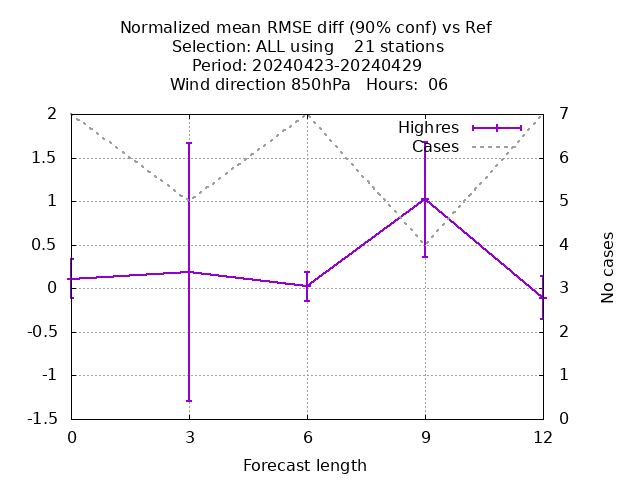 Normalized mean RMSE diff (90% conf) vs Ref
Selection: ALL using    21 stations
Period: 20240423-20240429
Wind direction 850hPa   Hours:  06
Highres
Cases
2
1.5
1
0.5
0
-0.5
-1
-1.5
7
6
5
4
3
2
1
0
No cases
0 3 6 9 12
Forecast length